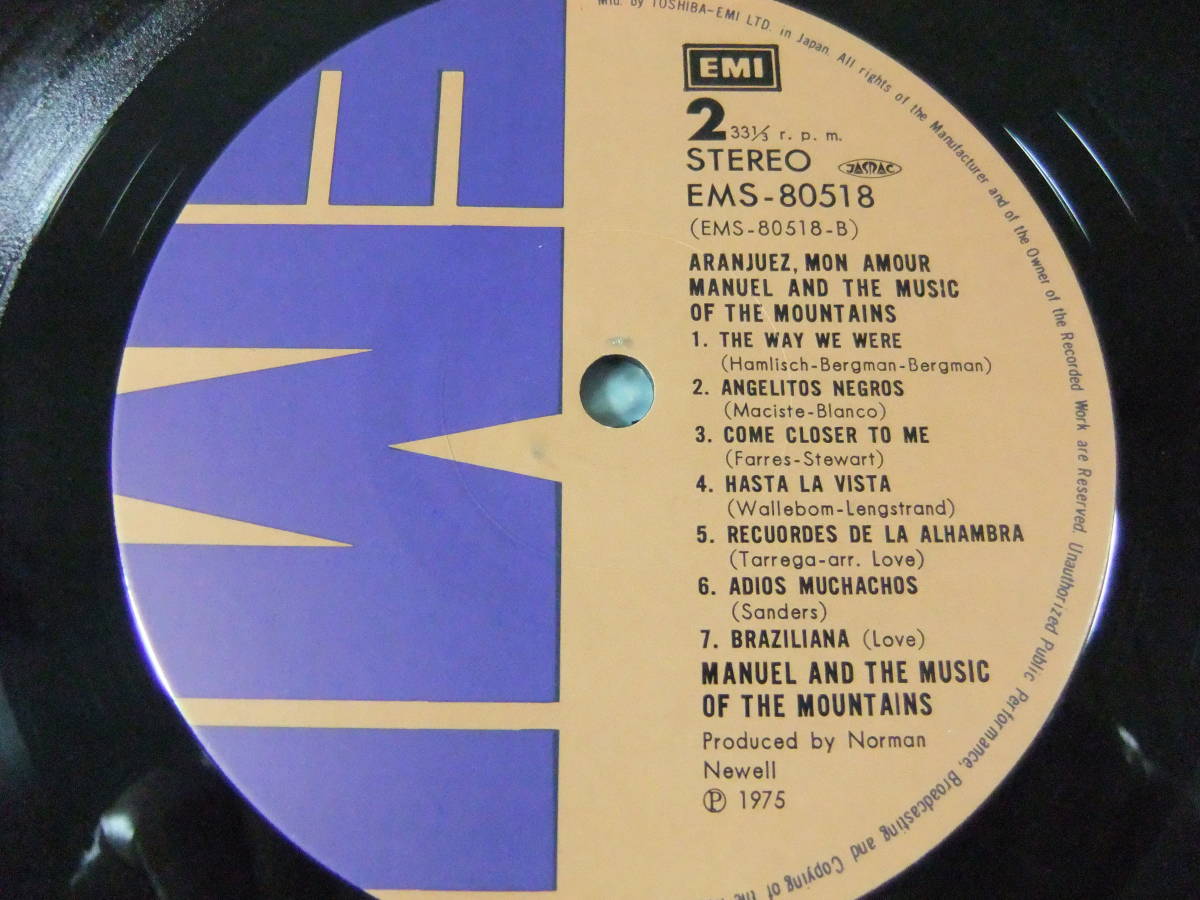 Mfd. by TOSHIBA-EMI LTD. in Japan. All rights of the Manufacturer and of the Owner of the Recorded Work are Reserved. Unauthorized Public Performance, Broadcasting and Copying of the
EMI
2 33⅓ r. p. m.
STEREO JASRAC
EMS-80518
(EMS-80518-B)
ARANJUEZ, MON AMOUR
MANUEL AND THE MUSIC
OF THE MOUNTAINS
1. THE WAY WE WERE
(Hamlisch-Bergman-Bergman)
2. ANGELITOS NEGROS
(Maciste-Blanco)
3. COME CLOSER TO ME
(Farres-Stewart)
4. HASTA LA VISTA
(Wallebom-Lengstrand)
5. RECUORDES DE LA ALHAMBRA
(Tarrega-arr. Love)
6. ADIOS MUCHACHOS
(Sanders)
7. BRAZILIANA (Love)
MANUEL AND THE MUSIC
OF THE MOUNTAINS
Produced by Norman
Newell
Ⓟ 1975